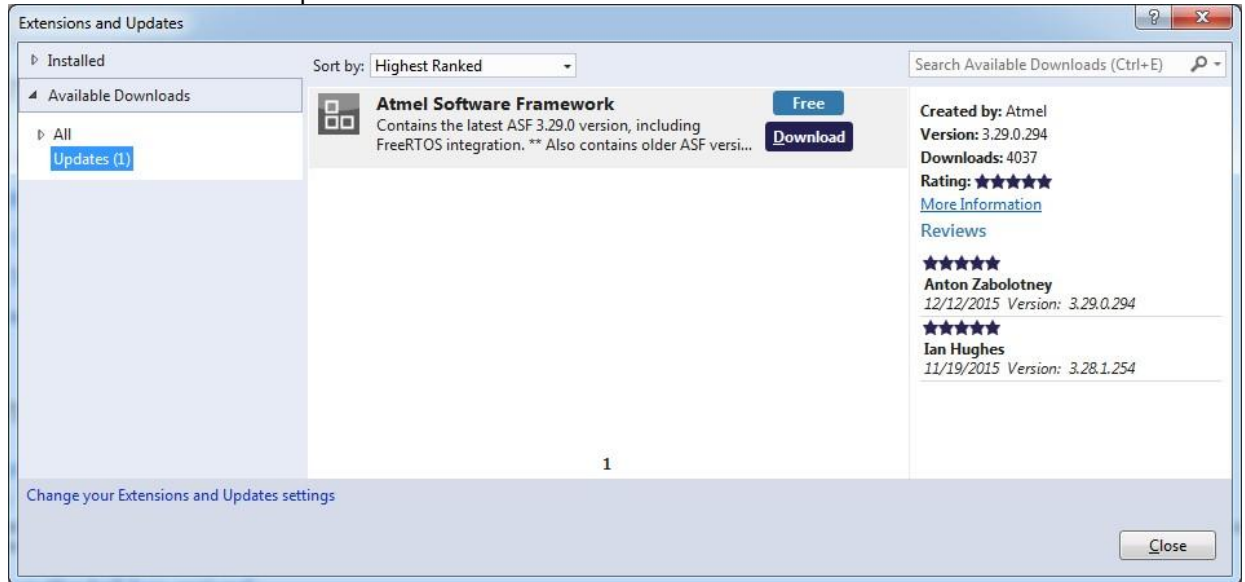 Extensions and Updates
Installed
Available Downloads
All
Updates (1)
Sort by: Highest Ranked
Atmel Software Framework
Contains the latest ASF 3.29.0 version, including
FreeRTOS integration. ** Also contains older ASF versi...
Free
Download
1
Search Available Downloads (Ctrl+E)
Created by: Atmel
Version: 3.29.0.294
Downloads: 4037
Rating: ★★★★★
More Information
Reviews
★★★★★
Anton Zabolotney
12/12/2015 Version: 3.29.0.294
★★★★★
Ian Hughes
11/19/2015 Version: 3.28.1.254
Change your Extensions and Updates settings
Close